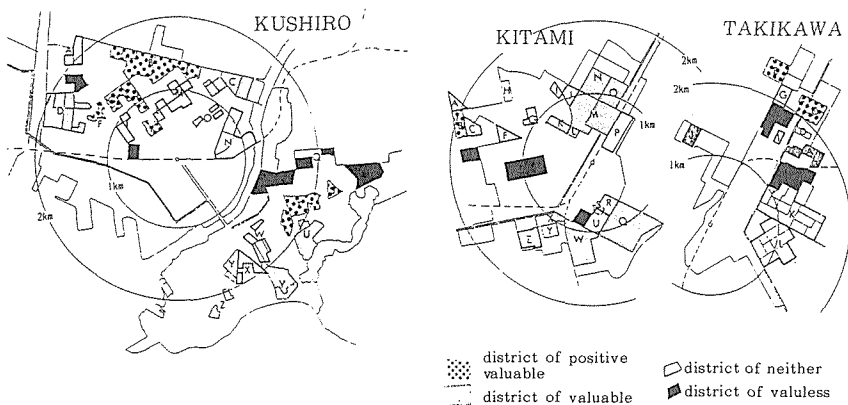 KUSHIRO
KITAMI
TAKIKAWA
2km
1km
2km
1km
2km
1km
A
C
D
F
N
U
W
Y
X
V
Z
A
B
C
F
H
I
N
O
M
P
R
U
Q
W
Y
Z
G
J
K
L
district of positive
valuable
district of valuable
district of neither
district of valuless